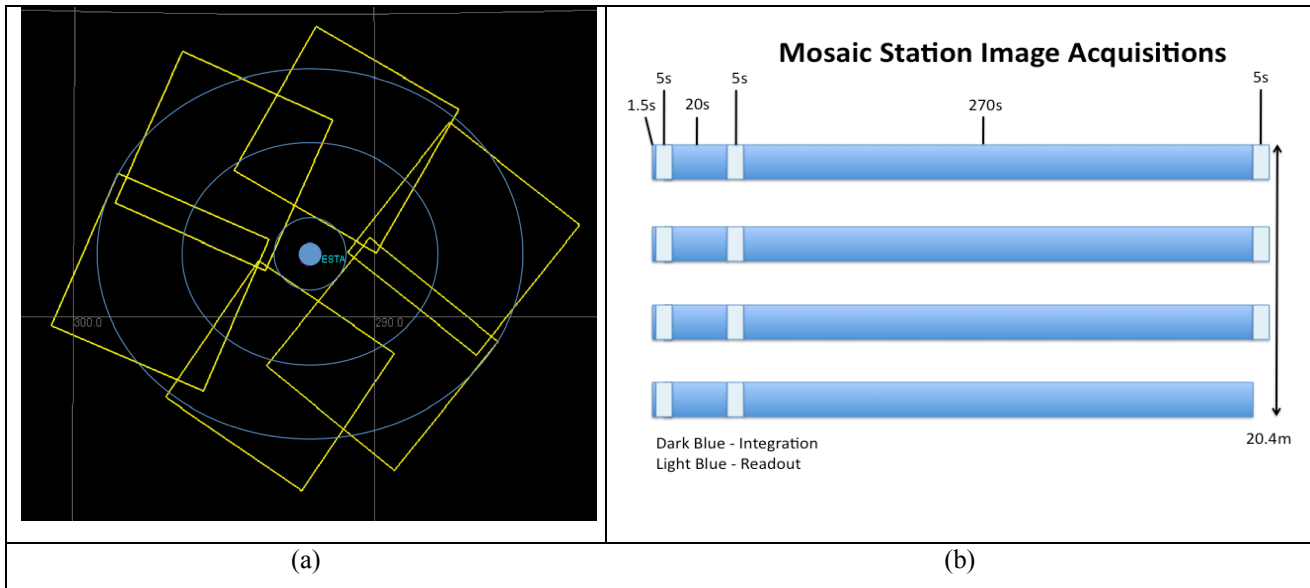 ESTA
300.0
290.0
(a)
Mosaic Station Image Acquisitions
5s
5s
5s
1.5s
20s
270s
20.4m
Dark Blue - Integration
Light Blue - Readout
(b)